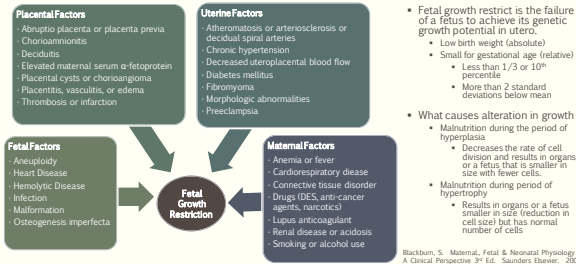 Placental Factors
· Abruptio placenta or placenta previa
· Chorioamnionitis
· Deciduitis
· Elevated maternal serum α-fetoprotein
· Placental cysts or chorioangioma
· Placentitis, vasculitis, or edema
· Thrombosis or infarction
Uterine Factors
· Atheromatosis or arteriosclerosis or
decidual spiral arteries
· Chronic hypertension
· Decreased uteroplacental blood flow
· Diabetes mellitus
· Fibromyoma
· Morphologic abnormalities
· Preeclampsia
Fetal Factors
· Aneuploidy
· Heart Disease
· Hemolytic Disease
· Infection
· Malformation
· Osteogenesis imperfecta
Fetal
Growth
Restriction
Maternal Factors
· Anemia or fever
· Cardiorespiratory diease
· Connective tissue disorder
· Drugs (DES, anti-cancer
agents, narcotics)
· Lupus anticoagulant
· Renal disease or acidosis
· Smoking or alcohol use
▪ Fetal growth restrict is the failure
of a fetus to achieve its genetic
growth potential in utero.
▪ Low birth weight (absolute)
▪ Small for gestational age (relative)
▪ Less than 1/3 or 10th
percentile
▪ More than 2 standard
deviations below mean
▪ What causes alteration in growth
▪ Malnutrition during the period of
hyperplasia
▪ Decreases the rate of cell
division and results in organs
or a fetus that is smaller in
size with fewer cells.
▪ Malnutrition during period of
hypertrophy
▪ Results in organs or a fetus
smaller in size (reduction in
cell size) but has normal
number of cells
Blackburn, S. Maternal, Fetal & Neonatal Physiology
A Clinical Perspective 3rd Ed. Saunders Elsevier.